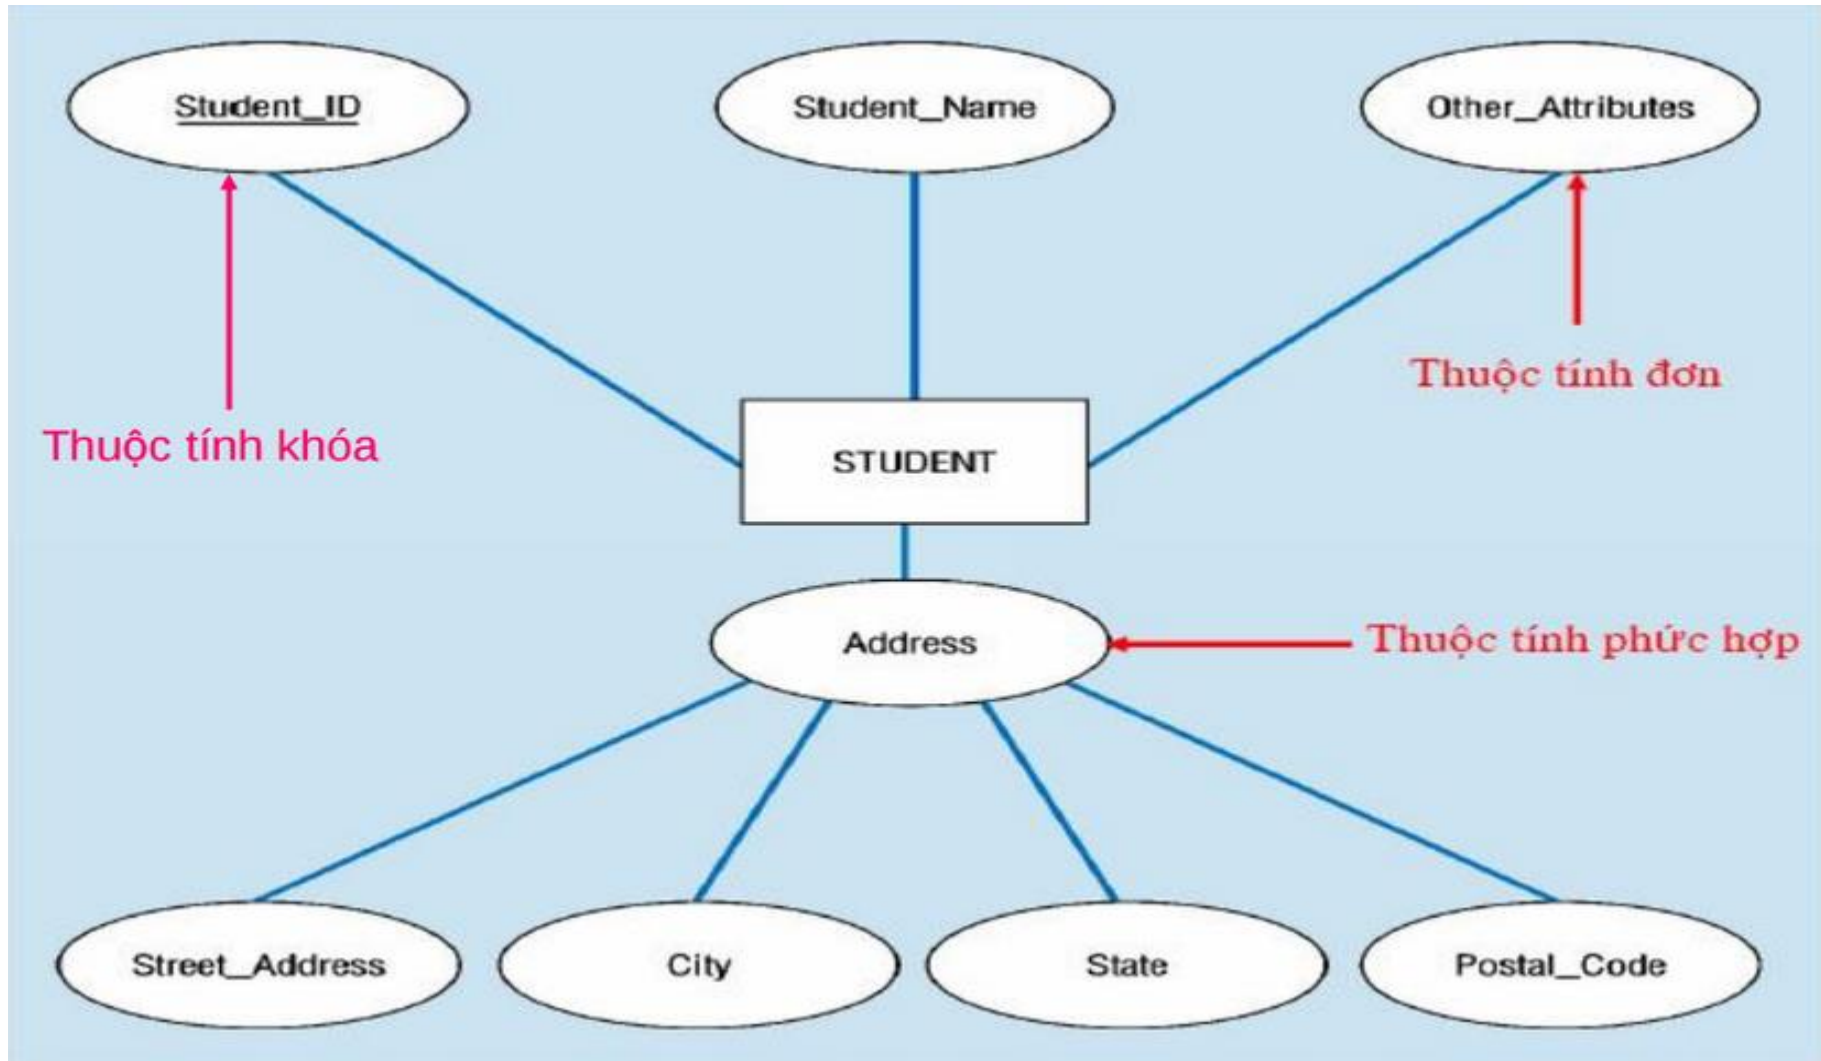 Student_ID
Student_Name
Other_Attributes
Thuộc tính đơn
Thuộc tính khóa
STUDENT
Address
Thuộc tính phức hợp
Street_Address
City
State
Postal_Code